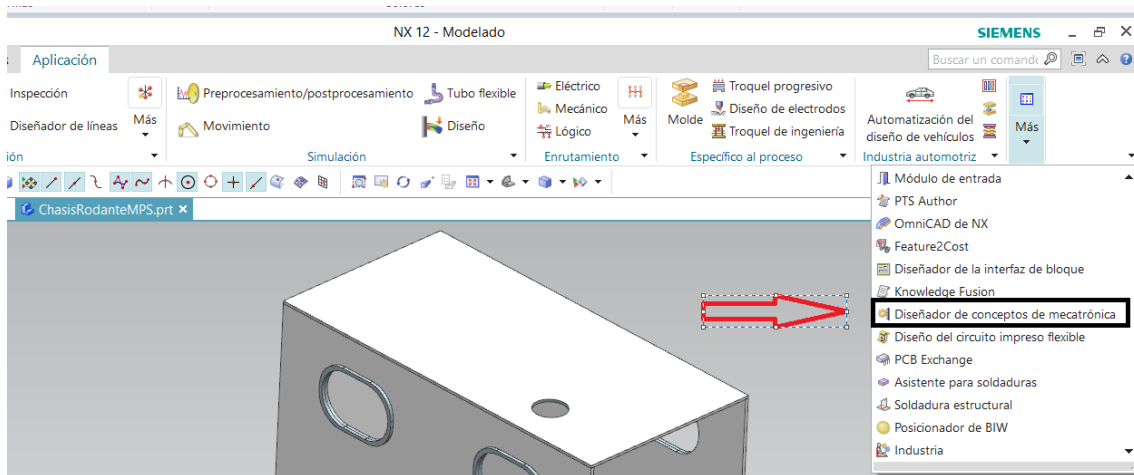 NX 12 - Modelado
SIEMENS
Aplicación
Buscar un comando
Inspección
Preprocesamiento/postprocesamiento
Tubo flexible
Eléctrico
Troquel progresivo
Mecánico
Diseño de electrodos
Diseñador de líneas
Más
Movimiento
Diseño
Lógico
Más
Molde
Troquel de ingeniería
Automatización del
diseño de vehículos
Más
ión
Simulación
Enrutamiento
Específico al proceso
Industria automotriz
ChasisRodanteMPS.prt
Módulo de entrada
PTS Author
OmniCAD de NX
Feature2Cost
Diseñador de la interfaz de bloque
Knowledge Fusion
Diseñador de conceptos de mecatrónica
Diseño del circuito impreso flexible
PCB Exchange
Asistente para soldaduras
Soldadura estructural
Posicionador de BIW
Industria